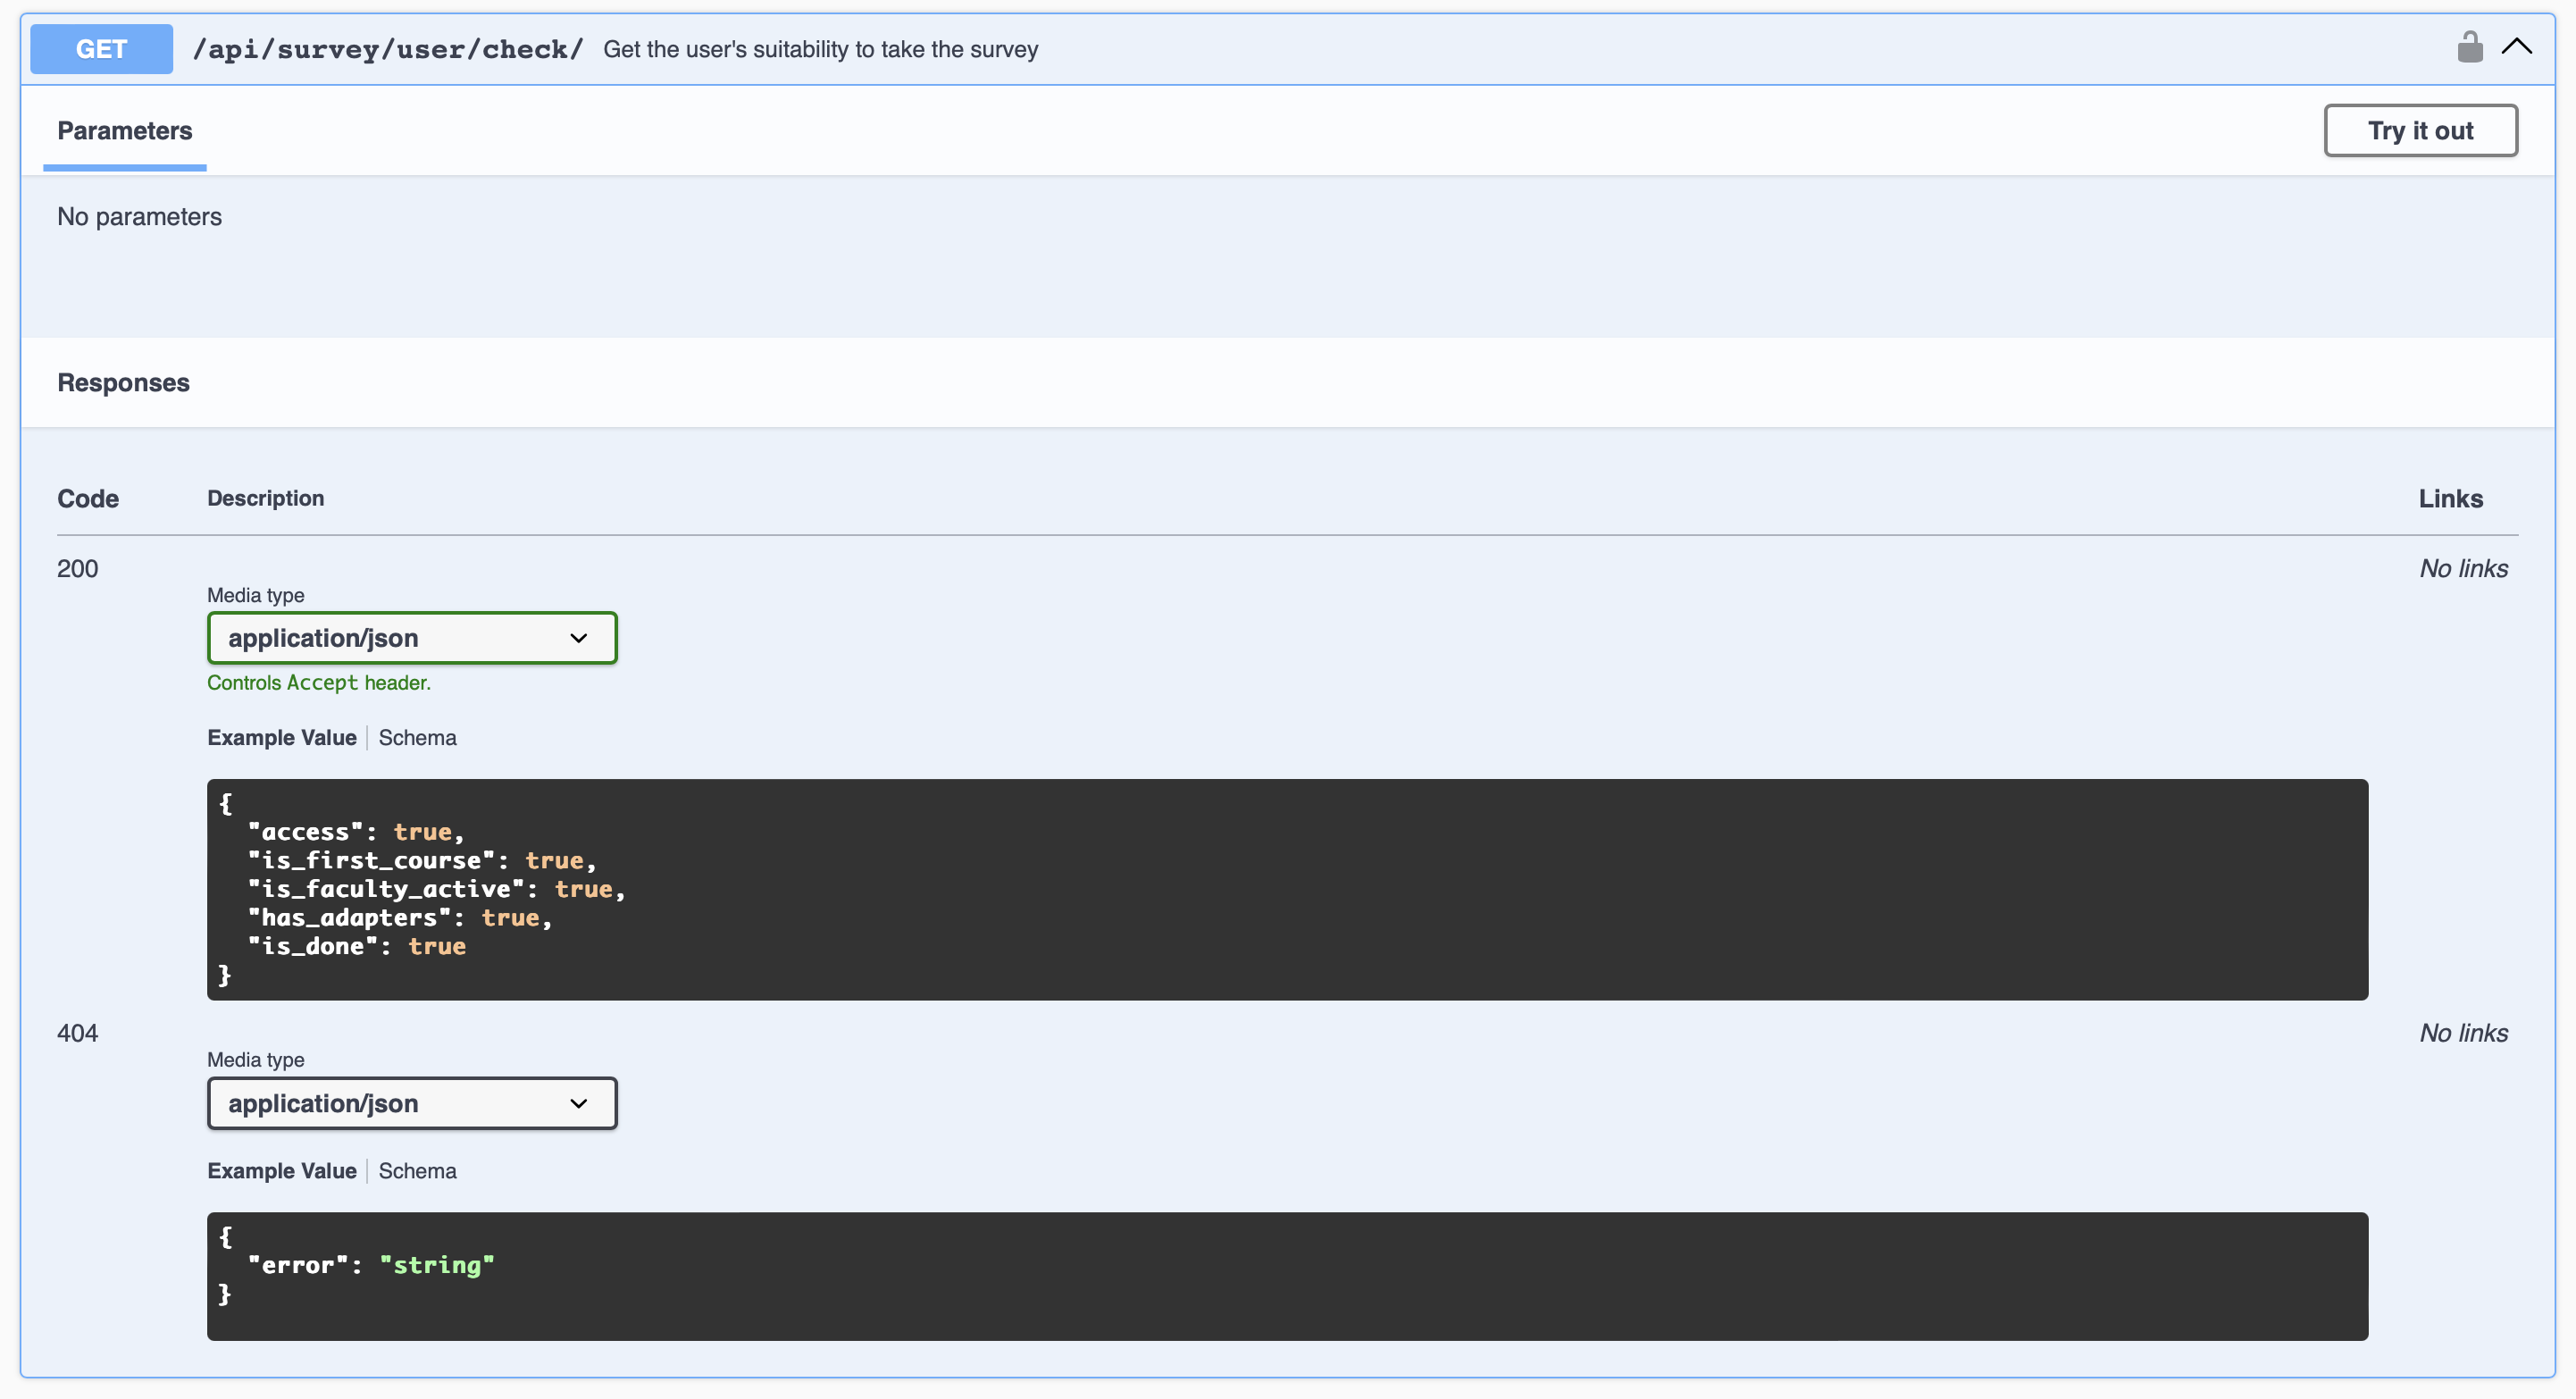 GET /api/survey/user/check/ Get the user's suitability to take the survey
Parameters
Try it out
No parameters
Responses
Code Description Links
200 No links
Media type
application/json
Controls Accept header.
Example Value Schema
{
  "access": true,
  "is_first_course": true,
  "is_faculty_active": true,
  "has_adapters": true,
  "is_done": true
}
404 No links
Media type
application/json
Example Value Schema
{
  "error": "string"
}